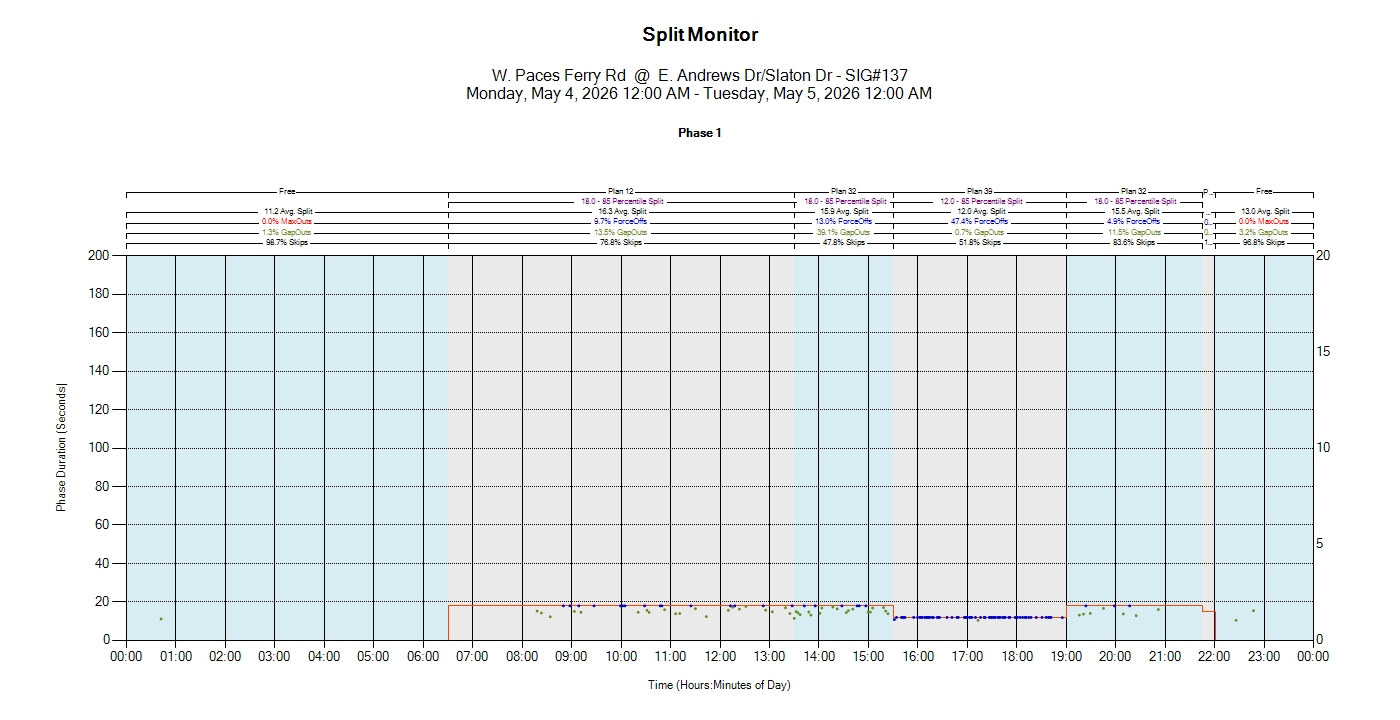 Split Monitor
W. Paces Ferry Rd @ E. Andrews Dr/Slaton Dr - SIG#137
Monday, May 4, 2026 12:00 AM - Tuesday, May 5, 2026 12:00 AM
Phase 1
Free Plan 12 Plan 32 Plan 39 Plan 32 P... Free
18.0 - 85 Percentile Split 18.0 - 85 Percentile Split 12.0 - 85 Percentile Split 18.0 - 85 Percentile Split
11.2 Avg. Split 16.3 Avg. Split 15.9 Avg. Split 12.0 Avg. Split 15.5 Avg. Split ... 13.0 Avg. Split
0.0% MaxOuts 9.7% ForceOffs 13.0% ForceOffs 47.4% ForceOffs 4.9% ForceOffs 0... 0.0% MaxOuts
1.3% GapOuts 13.5% GapOuts 39.1% GapOuts 0.7% GapOuts 11.5% GapOuts 0... 3.2% GapOuts
98.7% Skips 76.8% Skips 47.8% Skips 51.8% Skips 83.6% Skips 1... 96.8% Skips
200 20
180
160
15
140
120
100 10
80
60
5
40
20
0 0
Phase Duration (Seconds)
00:00 01:00 02:00 03:00 04:00 05:00 06:00 07:00 08:00 09:00 10:00 11:00 12:00 13:00 14:00 15:00 16:00 17:00 18:00 19:00 20:00 21:00 22:00 23:00 00:00
Time (Hours:Minutes of Day)